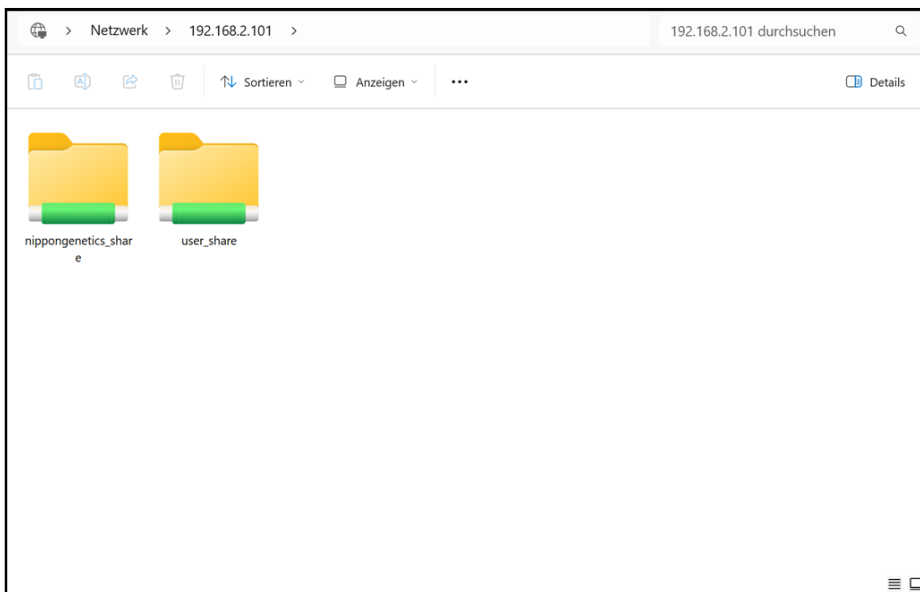 Netzwerk > 192.168.2.101 >
192.168.2.101 durchsuchen
Sortieren
Anzeigen
Details
nippongenetics_shar
e
user_share